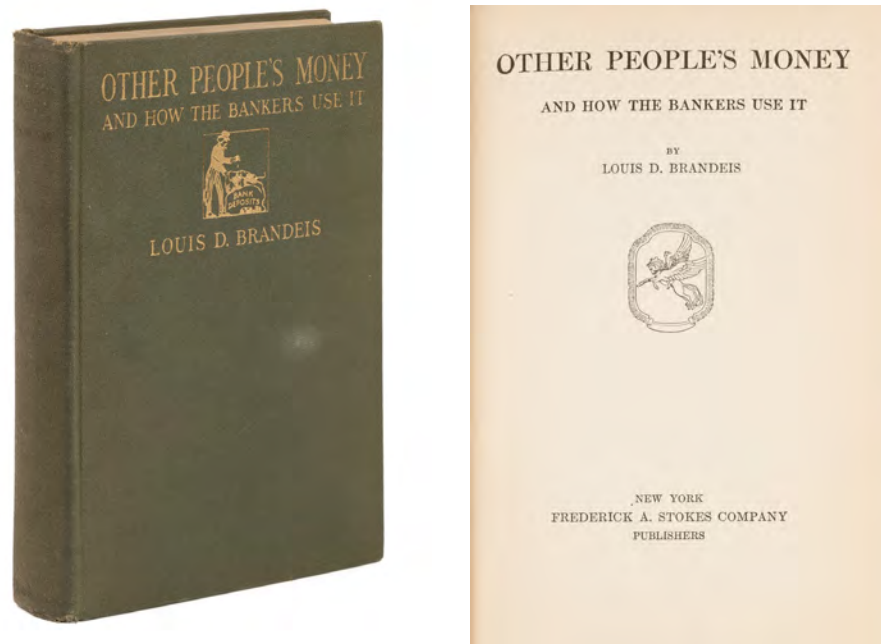 OTHER PEOPLE'S MONEY
AND HOW THE BANKERS USE IT
BANK
DEPOSITS
LOUIS D. BRANDEIS
OTHER PEOPLE'S MONEY
AND HOW THE BANKERS USE IT
BY
LOUIS D. BRANDEIS
NEW YORK
FREDERICK A. STOKES COMPANY
PUBLISHERS